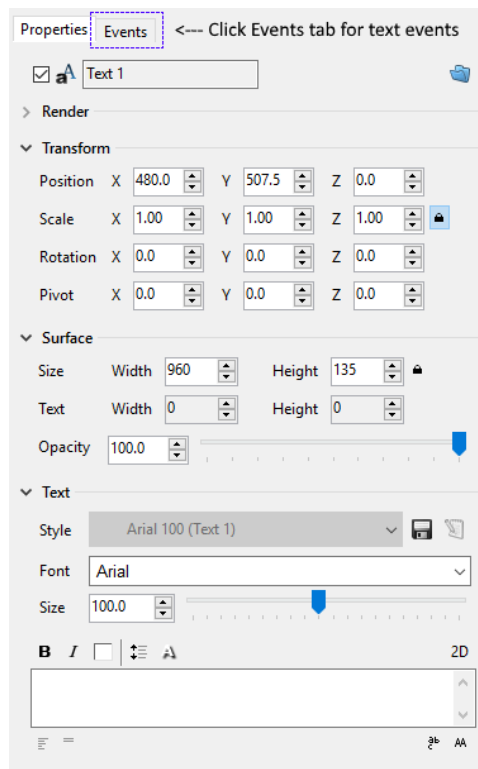 Properties Events <--- Click Events tab for text events
aA Text 1
Render
Transform
Position X 480.0 Y 507.5 Z 0.0
Scale X 1.00 Y 1.00 Z 1.00
Rotation X 0.0 Y 0.0 Z 0.0
Pivot X 0.0 Y 0.0 Z 0.0
Surface
Size Width 960 Height 135
Text Width 0 Height 0
Opacity 100.0
Text
Style Arial 100 (Text 1)
Font Arial
Size 100.0
B I A 2D
AA